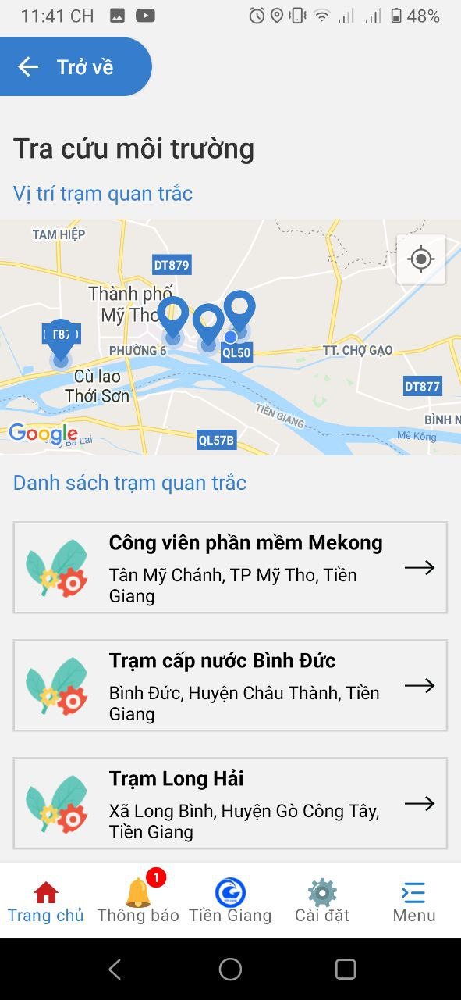 11:41 CH
48%
Trở về
Tra cứu môi trường
Vị trí trạm quan trắc
TAM HIỆP
DT879
Thành phố
Mỹ Tho
PHƯỜNG 6
QL50
TT. CHỢ GẠO
Cù lao
Thới Sơn
DT877
TIỀN GIANG
BÌNH N
Mê Kông
Google
Ba Lai
QL57B
Danh sách trạm quan trắc
Công viên phần mềm Mekong
Tân Mỹ Chánh, TP Mỹ Tho, Tiền
Giang
Trạm cấp nước Bình Đức
Bình Đức, Huyện Châu Thành, Tiền
Giang
Trạm Long Hải
Xã Long Bình, Huyện Gò Công Tây,
Tiền Giang
1
Trang chủ
Thông báo
Tiền Giang
Cài đặt
Menu